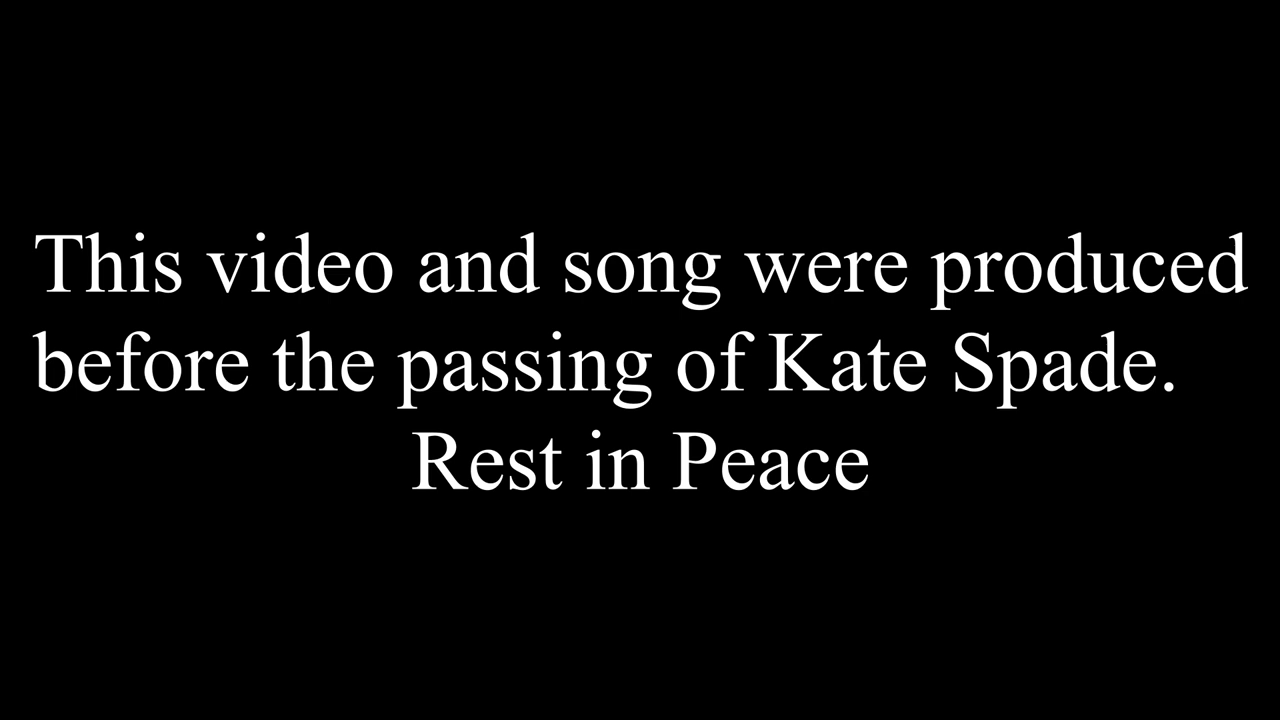 This video and song were produced
before the passing of Kate Spade.
Rest in Peace